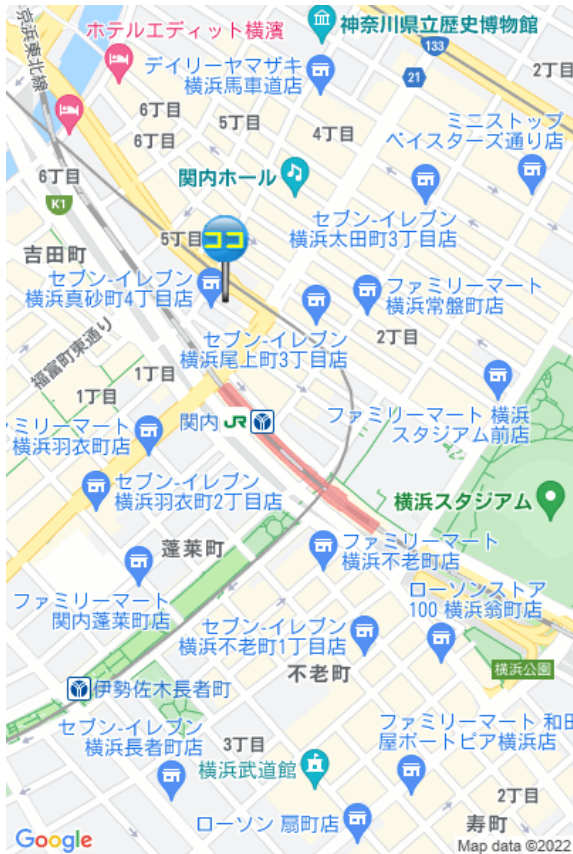 京浜東北線
ホテルエディット横濱
神奈川県立歴史博物館
133
デイリーヤマザキ
横浜馬車道店
21
2丁目
6丁目
5丁目
4丁目
ミニストップ
ベイスターズ通り店
6丁目
6丁目
関内ホール
K1
セブン-イレブン
横浜太田町3丁目店
5丁目
ココ
吉田町
セブン-イレブン
横浜真砂町4丁目店
ファミリーマート
横浜常盤町店
福富町東通り
セブン-イレブン
横浜尾上町3丁目店
2丁目
1丁目
1丁目
ファミリーマート
横浜羽衣町店
関内 JR
ファミリーマート 横浜
スタジアム前店
セブン-イレブン
横浜羽衣町2丁目店
横浜スタジアム
蓬莱町
ファミリーマート
横浜不老町店
ファミリーマート
関内蓬莱町店
ローソンストア
100 横浜翁町店
セブン-イレブン
横浜不老町1丁目店
不老町
横浜公園
伊勢佐木長者町
セブン-イレブン
横浜長者町店
3丁目
ファミリーマート 和田
屋ポートピア横浜店
横浜武道館
2丁目
ローソン 扇町店
寿町
Google
Map data ©2022